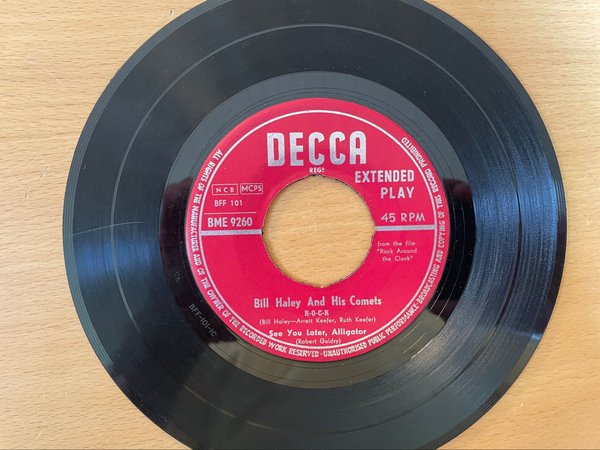 DECCA
REGD
EXTENDED
PLAY
NCB MCPS
BFF 101
BME 9260
45 RPM
from the film
"Rock Around
the Clock"
Bill Haley And His Comets
R-O-C-K
(Bill Haley—Arrett Keefer, Ruth Keefer)
See You Later, Alligator
(Robert Guidry)
ALL RIGHTS OF THE MANUFACTURER AND OF THE OWNER OF THE RECORDED WORK RESERVED · UNAUTHORISED PUBLIC PERFORMANCE · BROADCASTING AND COPYING OF THIS RECORD PROHIBITED
BFF-101-1C